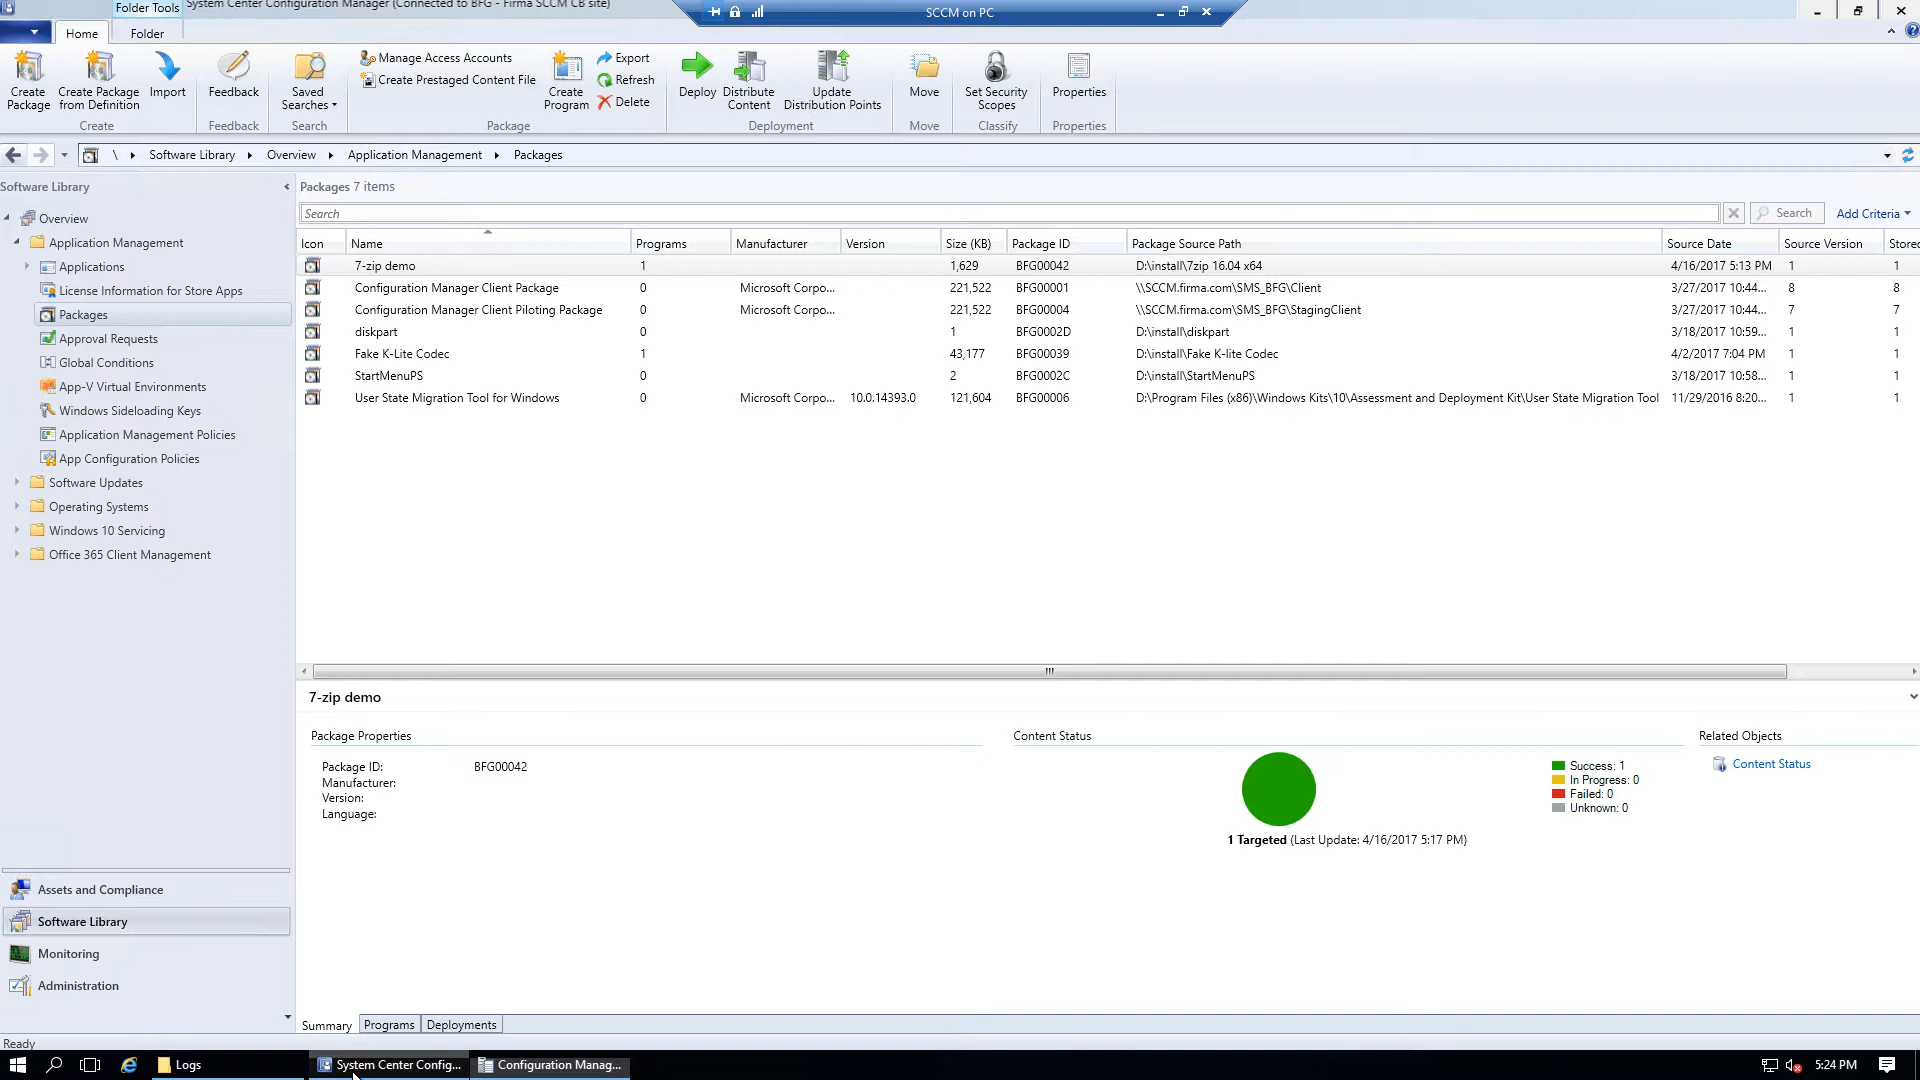 Folder Tools
System Center Configuration Manager (Connected to BFG - Firma SCCM CB site)
SCCM on PC
Home
Folder
Create Package
Create Package from Definition
Import
Create
Feedback
Feedback
Saved Searches
Search
Manage Access Accounts
Create Prestaged Content File
Create Program
Export
Refresh
Delete
Package
Deploy
Distribute Content
Update Distribution Points
Deployment
Move
Move
Set Security Scopes
Classify
Properties
Properties
\ Software Library Overview Application Management Packages
Software Library
Overview
Application Management
Applications
License Information for Store Apps
Packages
Approval Requests
Global Conditions
App-V Virtual Environments
Windows Sideloading Keys
Application Management Policies
App Configuration Policies
Software Updates
Operating Systems
Windows 10 Servicing
Office 365 Client Management
Assets and Compliance
Software Library
Monitoring
Administration
Packages 7 items
Search
Search
Add Criteria
Icon Name Programs Manufacturer Version Size (KB) Package ID Package Source Path Source Date Source Version Stored
7-zip demo 1 1,629 BFG00042 D:\install\7zip 16.04 x64 4/16/2017 5:13 PM 1 1
Configuration Manager Client Package 0 Microsoft Corpo... 221,522 BFG00001 \\SCCM.firma.com\SMS_BFG\Client 3/27/2017 10:44... 8 8
Configuration Manager Client Piloting Package 0 Microsoft Corpo... 221,522 BFG00004 \\SCCM.firma.com\SMS_BFG\StagingClient 3/27/2017 10:44... 7 7
diskpart 0 1 BFG0002D D:\install\diskpart 3/18/2017 10:59... 1 1
Fake K-Lite Codec 1 43,177 BFG00039 D:\install\Fake K-lite Codec 4/2/2017 7:04 PM 1 1
StartMenuPS 0 2 BFG0002C D:\install\StartMenuPS 3/18/2017 10:58... 1 1
User State Migration Tool for Windows 0 Microsoft Corpo... 10.0.14393.0 121,604 BFG00006 D:\Program Files (x86)\Windows Kits\10\Assessment and Deployment Kit\User State Migration Tool 11/29/2016 8:20... 1 1
7-zip demo
Package Properties
Package ID: BFG00042
Manufacturer:
Version:
Language:
Content Status
Success: 1
In Progress: 0
Failed: 0
Unknown: 0
1 Targeted (Last Update: 4/16/2017 5:17 PM)
Related Objects
Content Status
Summary Programs Deployments
Ready
Logs
System Center Config...
Configuration Manag...
5:24 PM